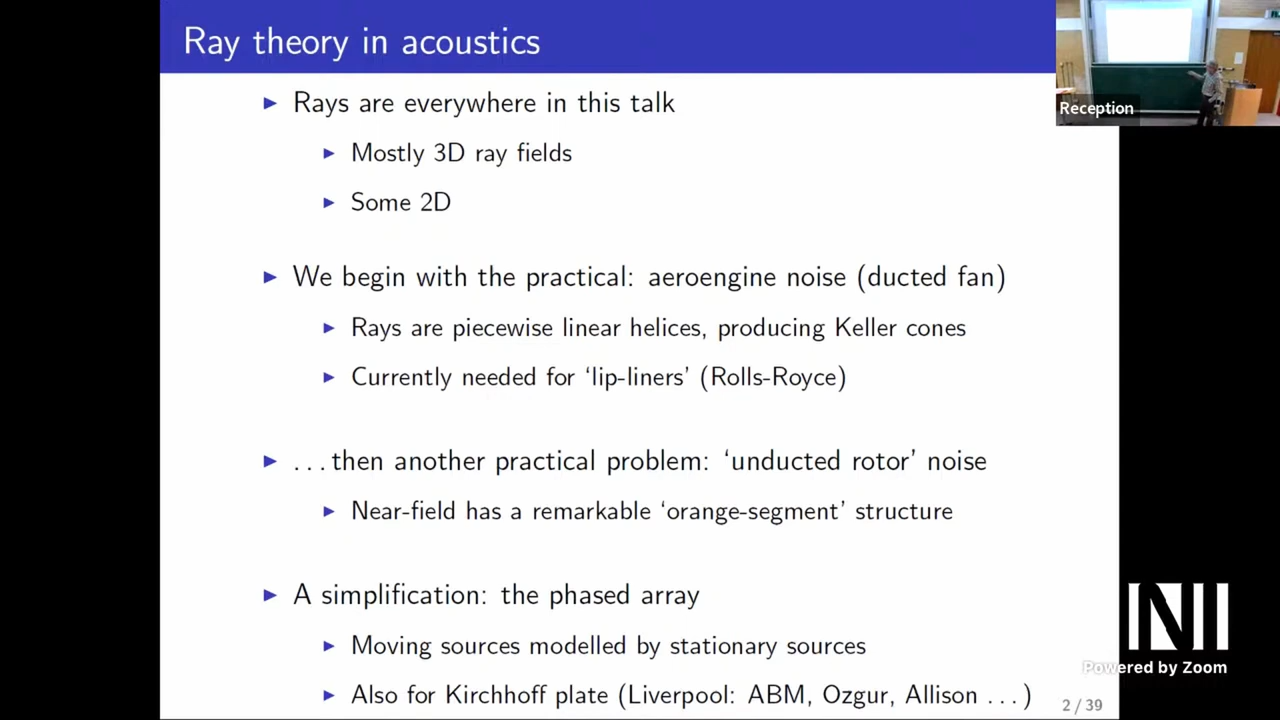 Ray theory in acoustics
Reception
▶ Rays are everywhere in this talk
▶ Mostly 3D ray fields
▶ Some 2D
▶ We begin with the practical: aeroengine noise (ducted fan)
▶ Rays are piecewise linear helices, producing Keller cones
▶ Currently needed for ‘lip-liners’ (Rolls-Royce)
▶ ...then another practical problem: ‘unducted rotor’ noise
▶ Near-field has a remarkable ‘orange-segment’ structure
▶ A simplification: the phased array
▶ Moving sources modelled by stationary sources
▶ Also for Kirchhoff plate (Liverpool: ABM, Ozgur, Allison ...)
2 / 39
Powered by Zoom